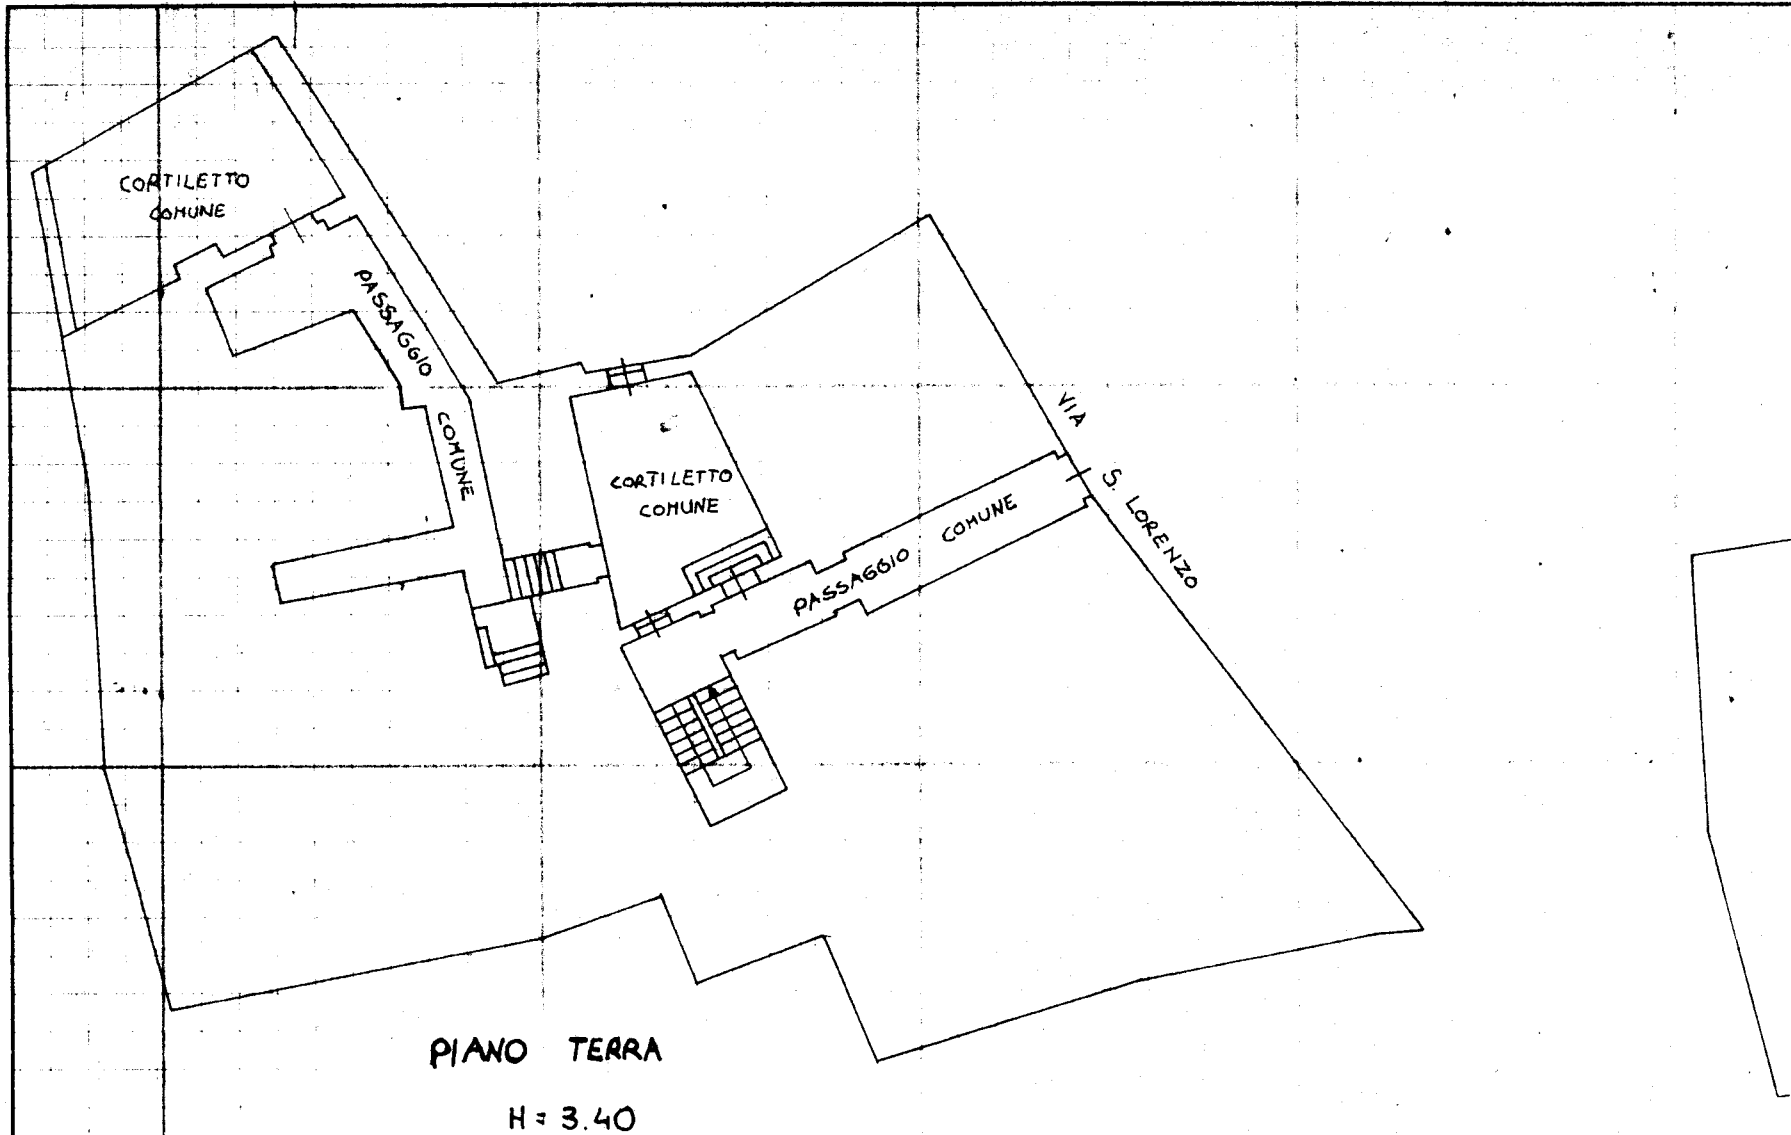 CORTILETTO
COMUNE
PASSAGGIO
COMUNE
CORTILETTO
COMUNE
PASSAGGIO COMUNE
VIA
S. LORENZO
PIANO TERRA
H = 3.40